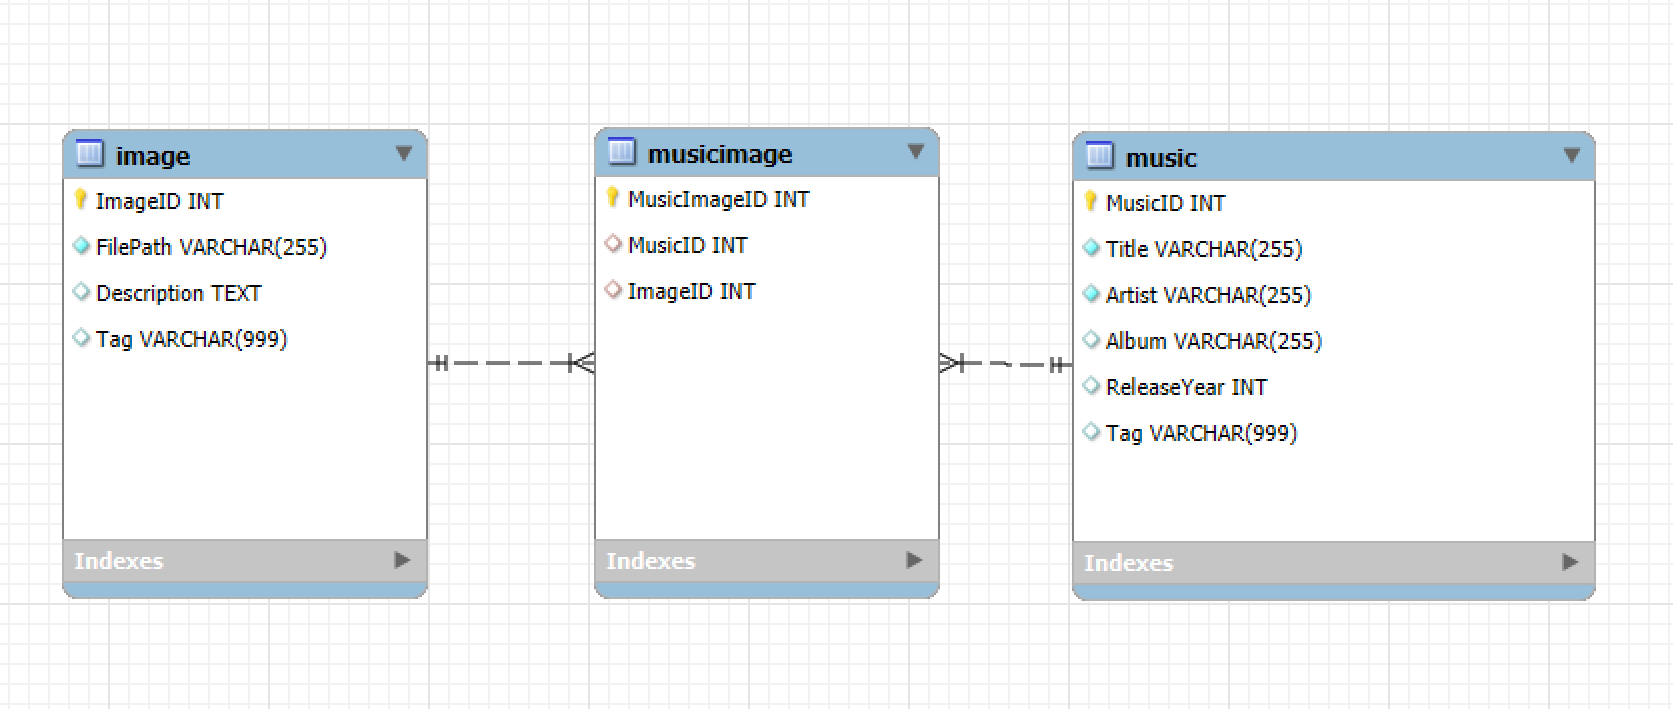 image
ImageID INT
FilePath VARCHAR(255)
Description TEXT
Tag VARCHAR(999)
Indexes
musicimage
MusicImageID INT
MusicID INT
ImageID INT
Indexes
music
MusicID INT
Title VARCHAR(255)
Artist VARCHAR(255)
Album VARCHAR(255)
ReleaseYear INT
Tag VARCHAR(999)
Indexes